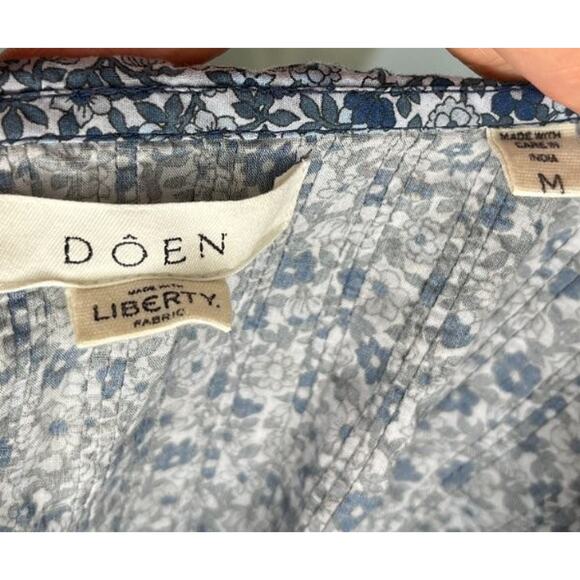 DÔEN
MADE WITH
LIBERTY.
FABRIC
MADE WITH
CARE IN
INDIA
M